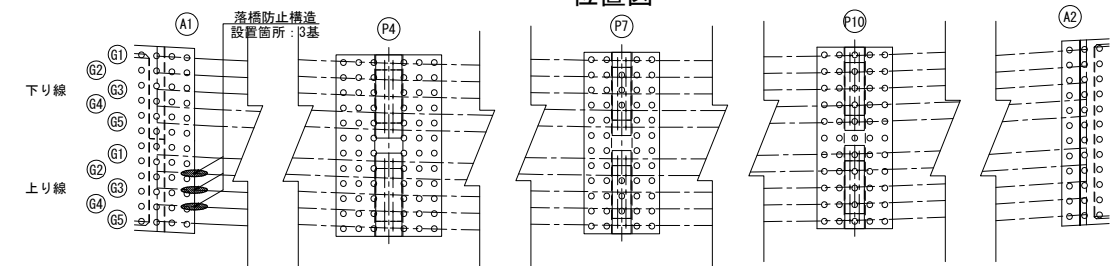 位置図
A1
落橋防止構造
設置箇所：3基
P4
P7
P10
A2
G1
G2
下り線
G3
G4
G5
G1
G2
上り線
G3
G4
G5